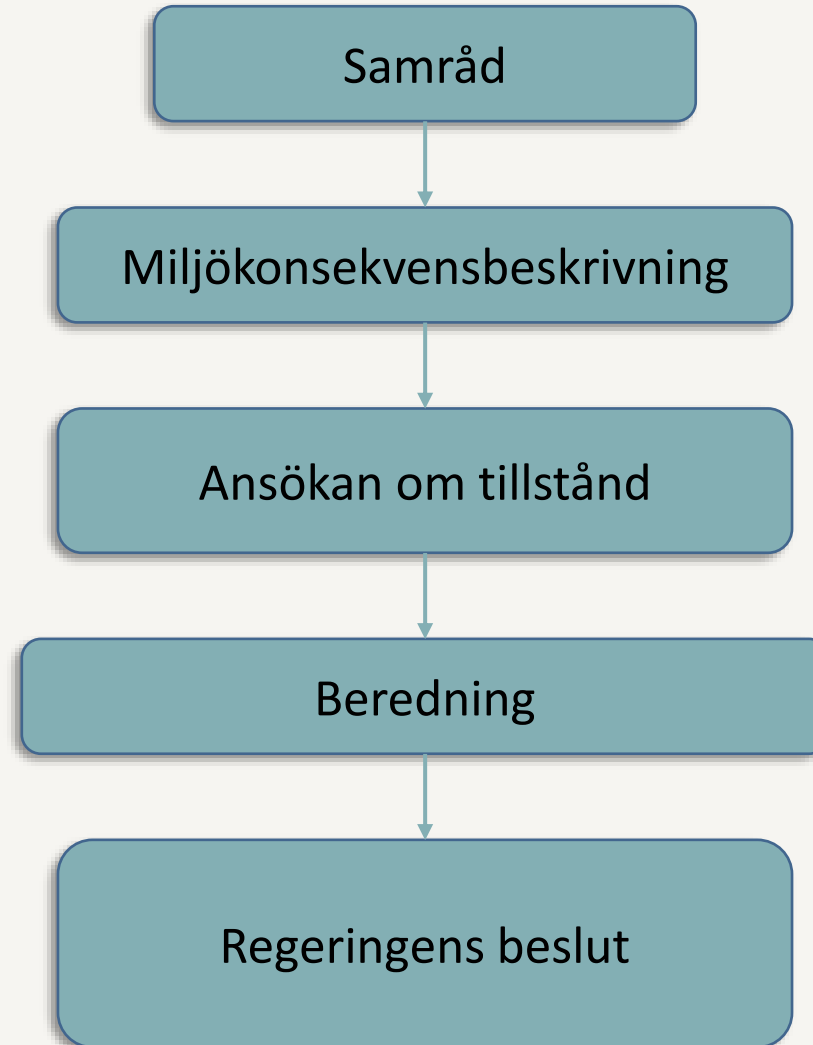 Samråd
Miljökonsekvensbeskrivning
Ansökan om tillstånd
Beredning
Regeringens beslut